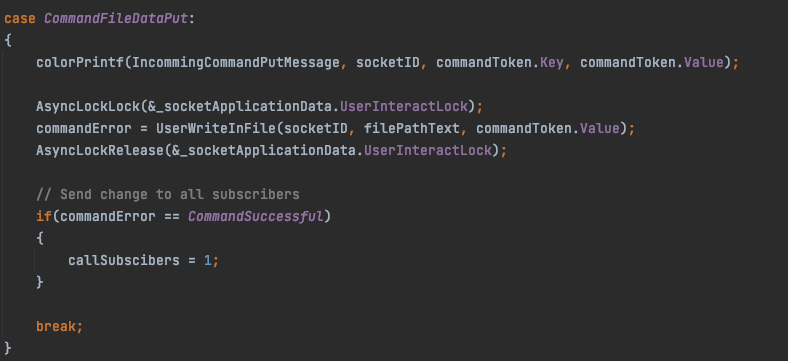 case CommandFileDataPut:
{
colorPrintf(IncommingCommandPutMessage, socketID, commandToken.Key, commandToken.Value);
AsyncLockLock(&_socketApplicationData.UserInteractLock);
commandError = UserWriteInFile(socketID, filePathText, commandToken.Value);
AsyncLockRelease(&_socketApplicationData.UserInteractLock);
// Send change to all subscribers
if(commandError == CommandSuccessful)
{
callSubscibers = 1;
}
break;
}